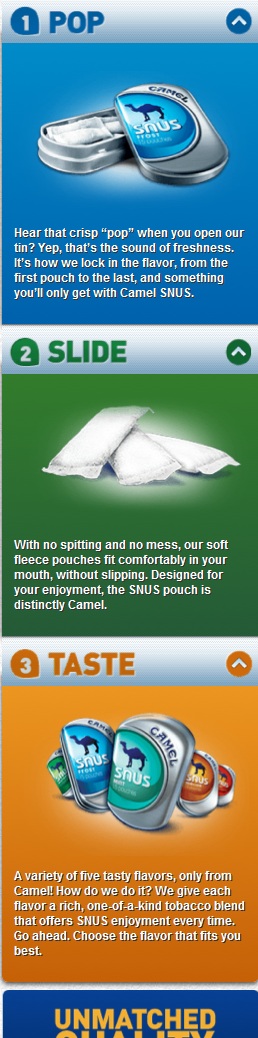 1 POP
CAMEL
SNUS
FROST
Hear that crisp “pop” when you open our
tin? Yep, that’s the sound of freshness.
It’s how we lock in the flavor, from the
first pouch to the last, and something
you’ll only get with Camel SNUS.
2 SLIDE
With no spitting and no mess, our soft
fleece pouches fit comfortably in your
mouth, without slipping. Designed for
your enjoyment, the SNUS pouch is
distinctly Camel.
3 TASTE
CAMEL
CAMEL
SNUS
FROST
SNUS
SNUS
A variety of five tasty flavors, only from
Camel! How do we do it? We give each
flavor a rich, one-of-a-kind tobacco blend
that offers SNUS enjoyment every time.
Go ahead. Choose the flavor that fits you
best.
UNMATCHED
QUALITY